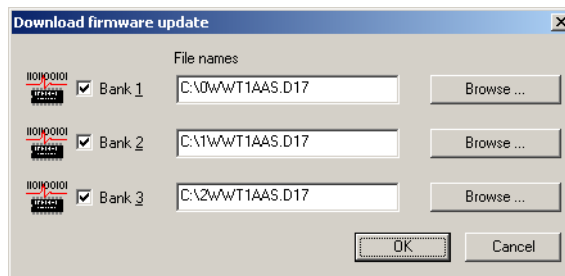 Download firmware update
File names
Bank 1 C:\0WWT1AAS.D17 Browse ...
Bank 2 C:\1WWT1AAS.D17 Browse ...
Bank 3 C:\2WWT1AAS.D17 Browse ...
OK Cancel